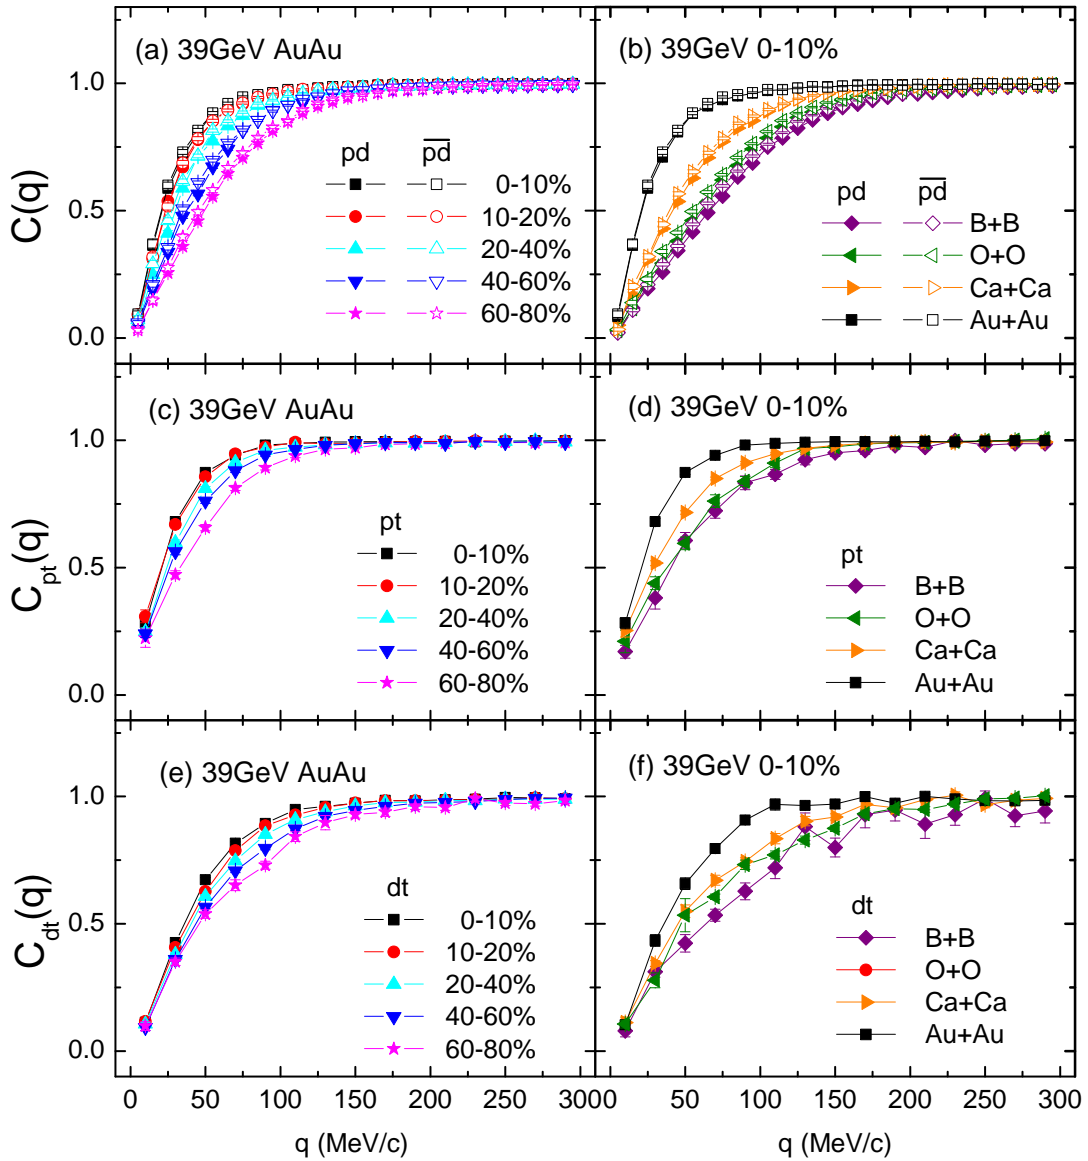 (a) 39GeV AuAu
(b) 39GeV 0-10%
C(q)
1.0
0.5
0.0
pd p̅d̅
0-10%
10-20%
20-40%
40-60%
60-80%
pd p̅d̅
B+B
O+O
Ca+Ca
Au+Au
(c) 39GeV AuAu
(d) 39GeV 0-10%
C_pt(q)
1.0
0.5
0.0
pt
0-10%
10-20%
20-40%
40-60%
60-80%
pt
B+B
O+O
Ca+Ca
Au+Au
(e) 39GeV AuAu
(f) 39GeV 0-10%
C_dt(q)
1.0
0.5
0.0
dt
0-10%
10-20%
20-40%
40-60%
60-80%
dt
B+B
O+O
Ca+Ca
Au+Au
0 50 100 150 200 250 300 50 100 150 200 250 300
q (MeV/c) q (MeV/c)